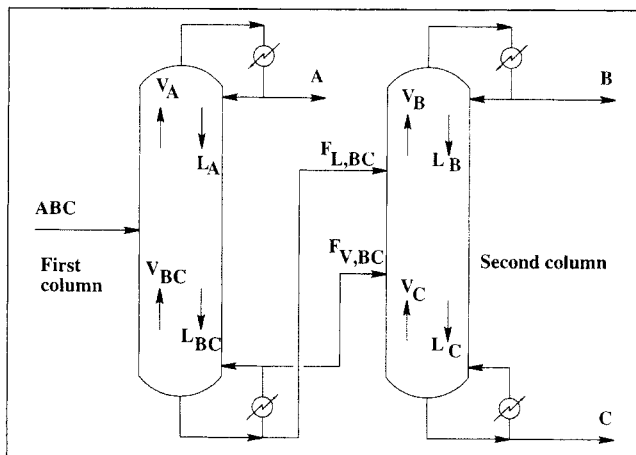 A
B
V_A
V_B
L_A
F_L,BC
L_B
ABC
First
column
V_BC
F_V,BC
Second column
V_C
L_BC
L_C
C